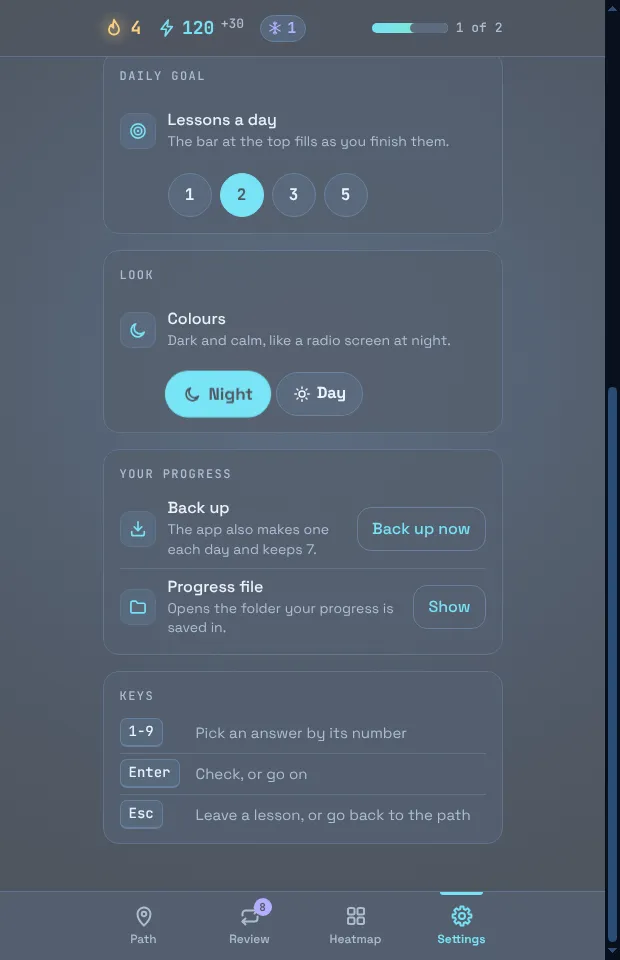 4 120 +30 1 1 of 2
DAILY GOAL
Lessons a day
The bar at the top fills as you finish them.
1 2 3 5
LOOK
Colours
Dark and calm, like a radio screen at night.
Night Day
YOUR PROGRESS
Back up
The app also makes one
each day and keeps 7.
Back up now
Progress file
Opens the folder your progress is
saved in.
Show
KEYS
1-9 Pick an answer by its number
Enter Check, or go on
Esc Leave a lesson, or go back to the path
8
Path Review Heatmap Settings